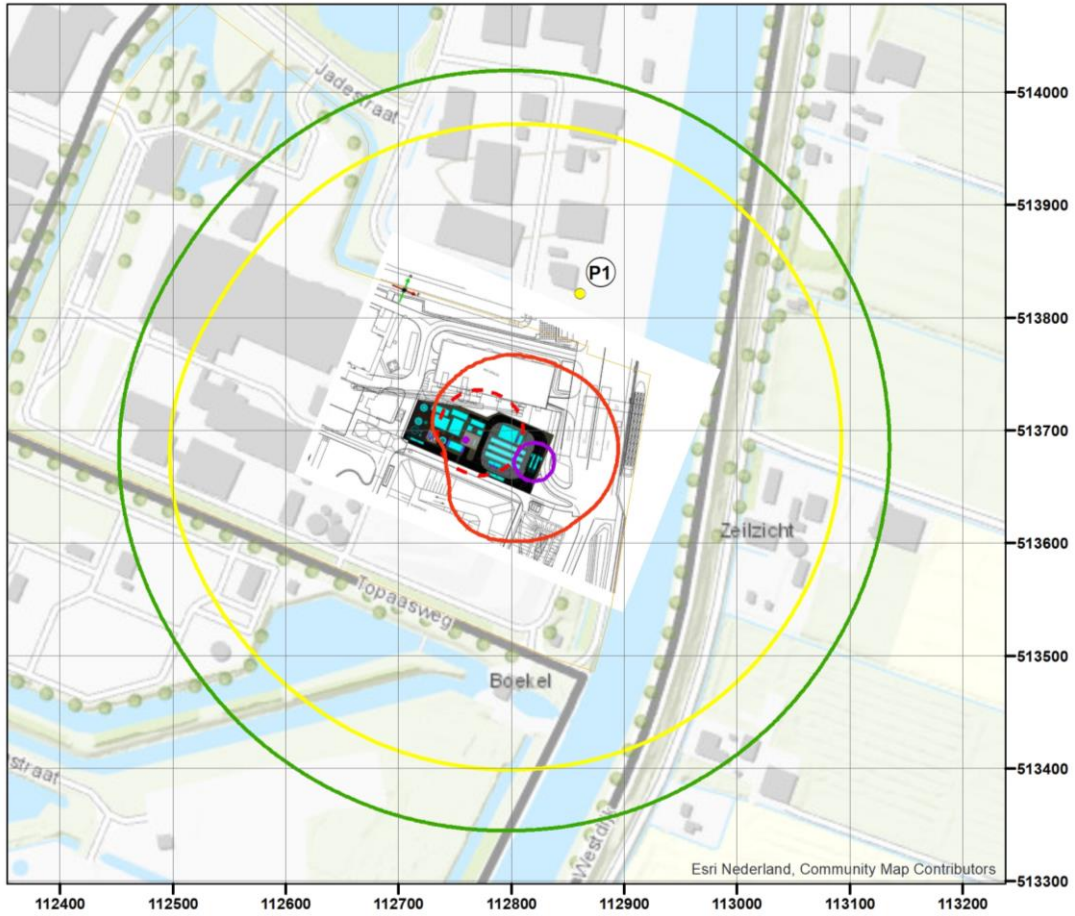 Jadestraat
514000
513900
P1
513800
513700
Zeilzicht
513600
Topaasweg
513500
Boekel
513400
straat
Westdijk
Esri Nederland, Community Map Contributors
513300
112400 112500 112600 112700 112800 112900 113000 113100 113200